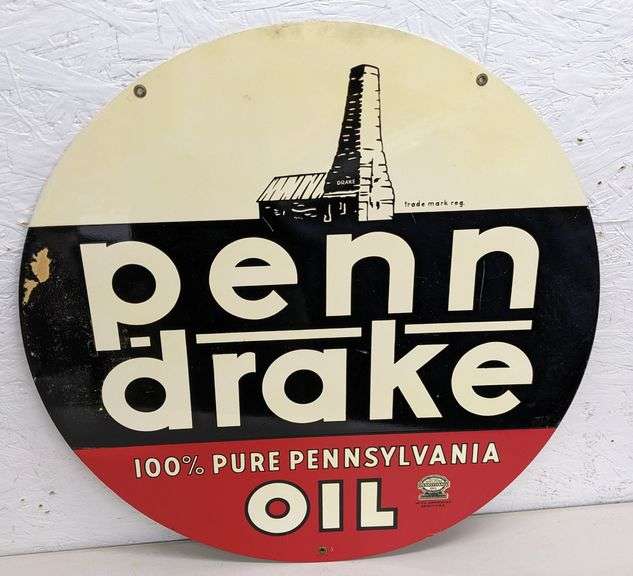 DRAKE
trade mark reg.
penn
drake
100% PURE PENNSYLVANIA
OIL